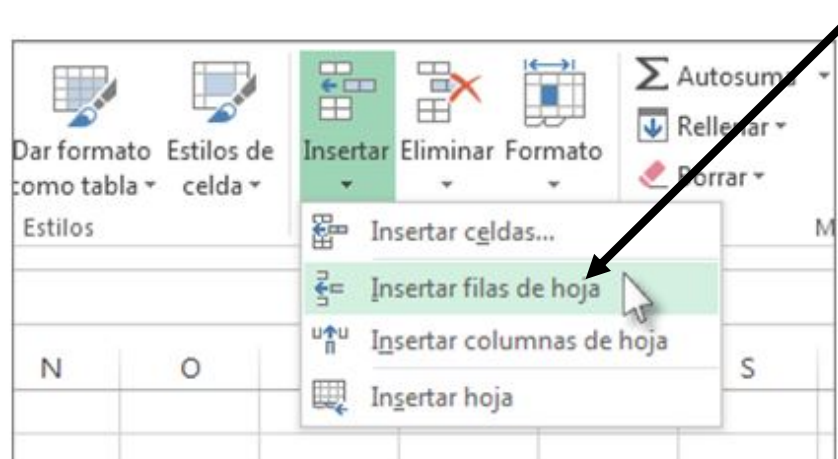 Dar formato
como tabla
Estilos de
celda
Insertar
Eliminar
Formato
Autosuma
Rellenar
Borrar
Estilos
M
Insertar celdas...
Insertar filas de hoja
Insertar columnas de hoja
Insertar hoja
N
O
S